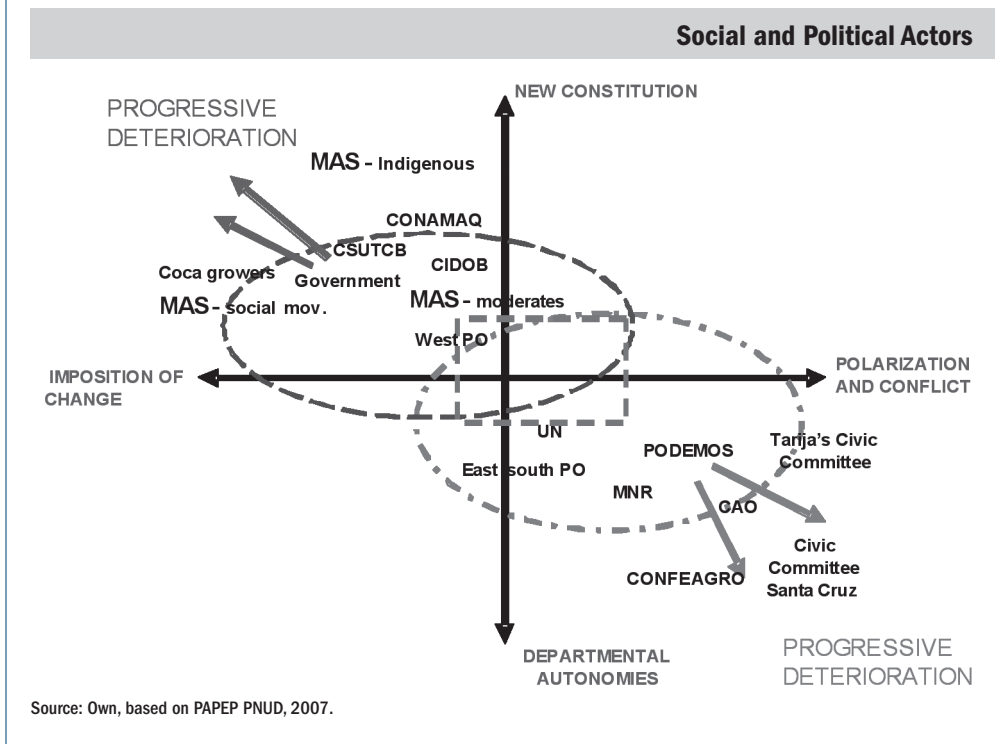 Social and Political Actors
NEW CONSTITUTION
PROGRESSIVE
DETERIORATION
MAS - Indigenous
CONAMAQ
CSUTCB
CIDOB
Coca growers
Government
MAS - social mov.
MAS - moderates
West PO
IMPOSITION OF
CHANGE
POLARIZATION
AND CONFLICT
UN
PODEMOS
Tarija's Civic
Committee
East south PO
MNR
CAO
Civic
Committee
Santa Cruz
CONFEAGRO
DEPARTMENTAL
AUTONOMIES
PROGRESSIVE
DETERIORATION
Source: Own, based on PAPEP PNUD, 2007.